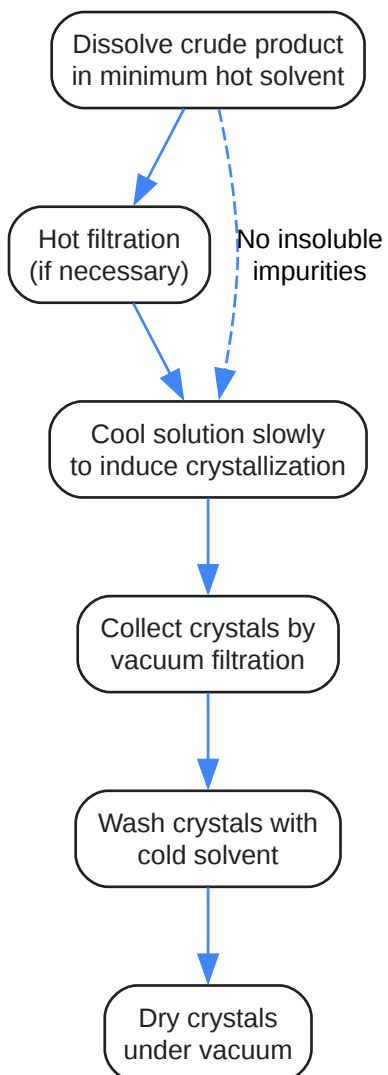 Dissolve crude product
in minimum hot solvent
Hot filtration
(if necessary)
No insoluble
impurities
Cool solution slowly
to induce crystallization
Collect crystals by
vacuum filtration
Wash crystals with
cold solvent
Dry crystals
under vacuum